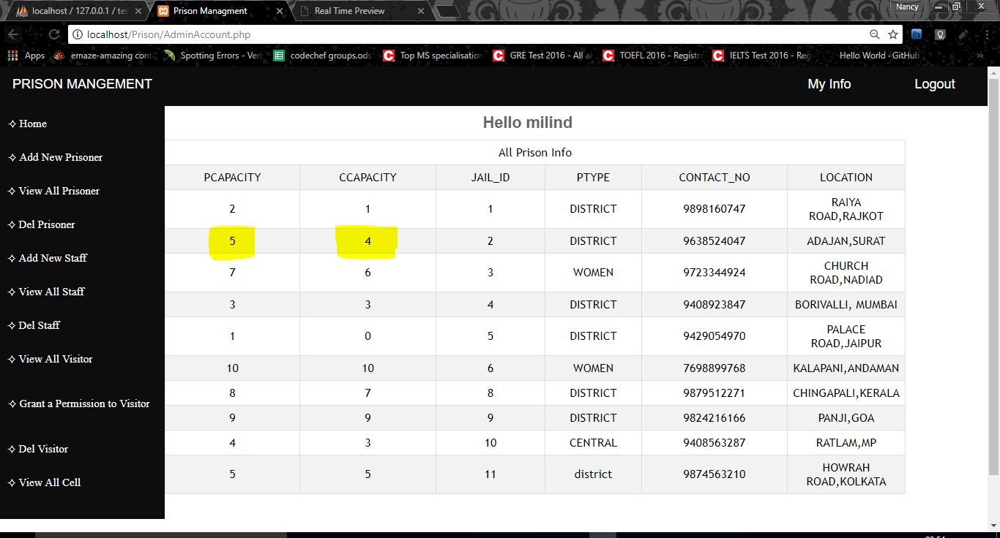 localhost / 127.0.0.1 / tes
Prison Managment
Real Time Preview
Nancy
localhost/Prison/AdminAccount.php
Apps
emaze-amazing cont
Spotting Errors - Verb
codechef groups.ods
Top MS specialisation
GRE Test 2016 - All a
TOEFL 2016 - Registr
IELTS Test 2016 - Reg
Hello World · GitHub
PRISON MANGEMENT
My Info
Logout
Hello milind
✧ Home
✧ Add New Prisoner
✧ View All Prisoner
✧ Del Prisoner
✧ Add New Staff
✧ View All Staff
✧ Del Staff
✧ View All Visitor
✧ Grant a Permission to Visitor
✧ Del Visitor
✧ View All Cell
All Prison Info
PCAPACITY CCAPACITY JAIL_ID PTYPE CONTACT_NO LOCATION
2 1 1 DISTRICT 9898160747 RAIYA
ROAD,RAJKOT
5 4 2 DISTRICT 9638524047 ADAJAN,SURAT
7 6 3 WOMEN 9723344924 CHURCH
ROAD,NADIAD
3 3 4 DISTRICT 9408923847 BORIVALLI, MUMBAI
1 0 5 DISTRICT 9429054970 PALACE
ROAD,JAIPUR
10 10 6 WOMEN 7698899768 KALAPANI,ANDAMAN
8 7 8 DISTRICT 9879512271 CHINGAPALI,KERALA
9 9 9 DISTRICT 9824216166 PANJI,GOA
4 3 10 CENTRAL 9408563287 RATLAM,MP
5 5 11 district 9874563210 HOWRAH
ROAD,KOLKATA